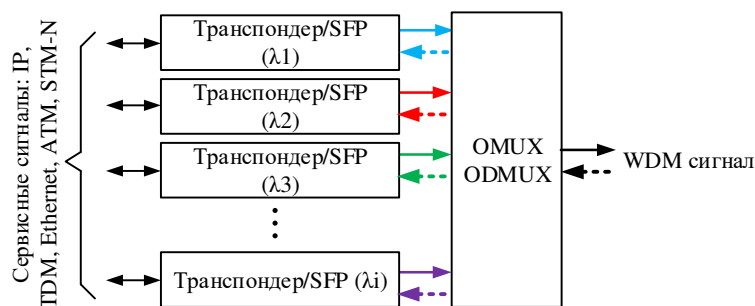 Сервисные сигналы: IP,
TDM, Ethernet, ATM, STM-N
Транспондер/SFP
(λ1)
Транспондер/SFP
(λ2)
Транспондер/SFP
(λ3)
Транспондер/SFP (λi)
OMUX
ODMUX
WDM сигнал